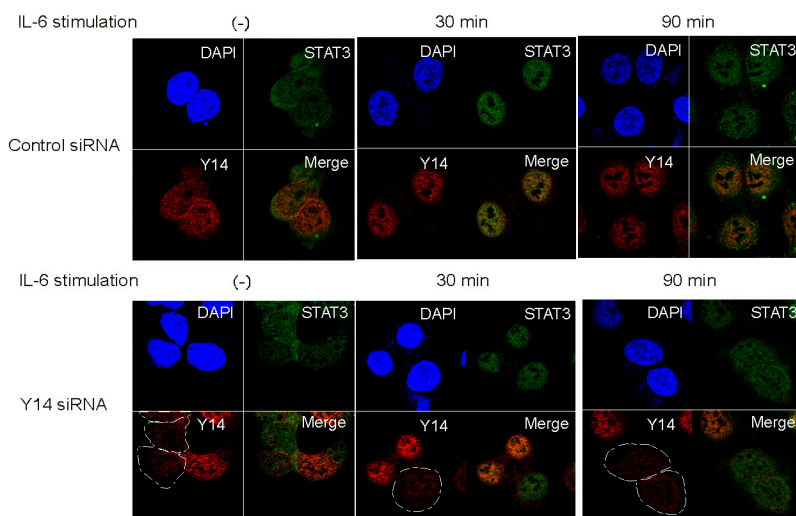 IL-6 stimulation (-) 30 min 90 min
DAPI STAT3 DAPI STAT3 DAPI STAT3
Control siRNA
Y14 Merge Y14 Merge Y14 Merge
IL-6 stimulation (-) 30 min 90 min
DAPI STAT3 DAPI STAT3 DAPI STAT3
Y14 siRNA
Y14 Merge Y14 Merge Y14 Merge